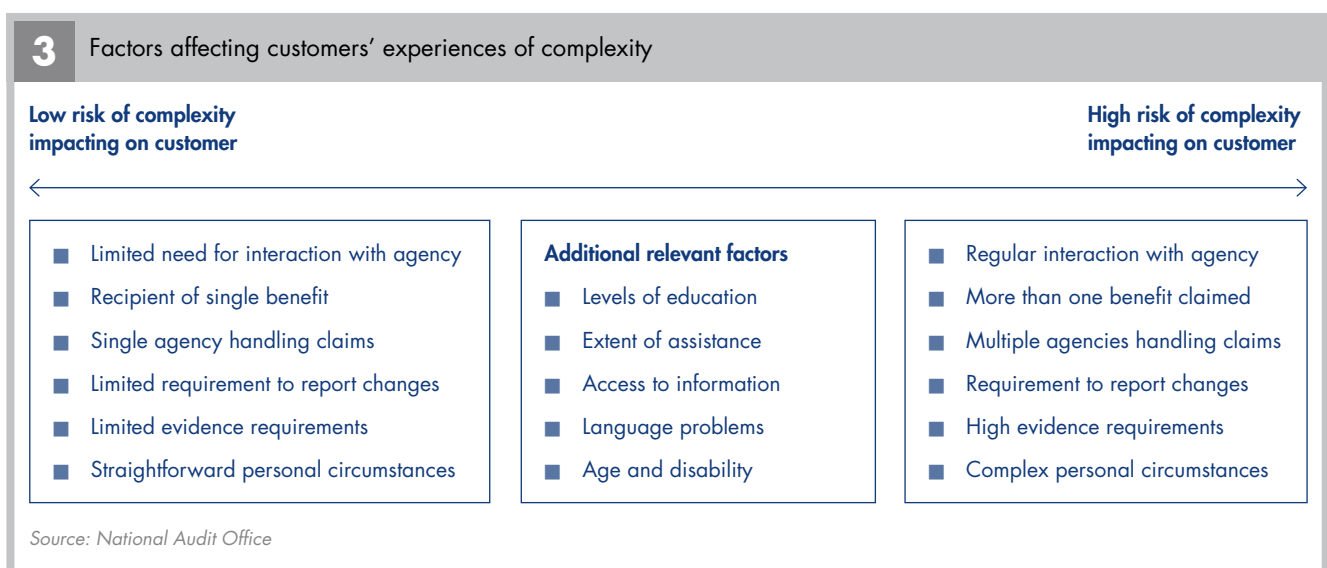 3
Factors affecting customers’ experiences of complexity
Low risk of complexity
impacting on customer
High risk of complexity
impacting on customer
Limited need for interaction with agency
Recipient of single benefit
Single agency handling claims
Limited requirement to report changes
Limited evidence requirements
Straightforward personal circumstances
Additional relevant factors
Levels of education
Extent of assistance
Access to information
Language problems
Age and disability
Regular interaction with agency
More than one benefit claimed
Multiple agencies handling claims
Requirement to report changes
High evidence requirements
Complex personal circumstances
Source: National Audit Office